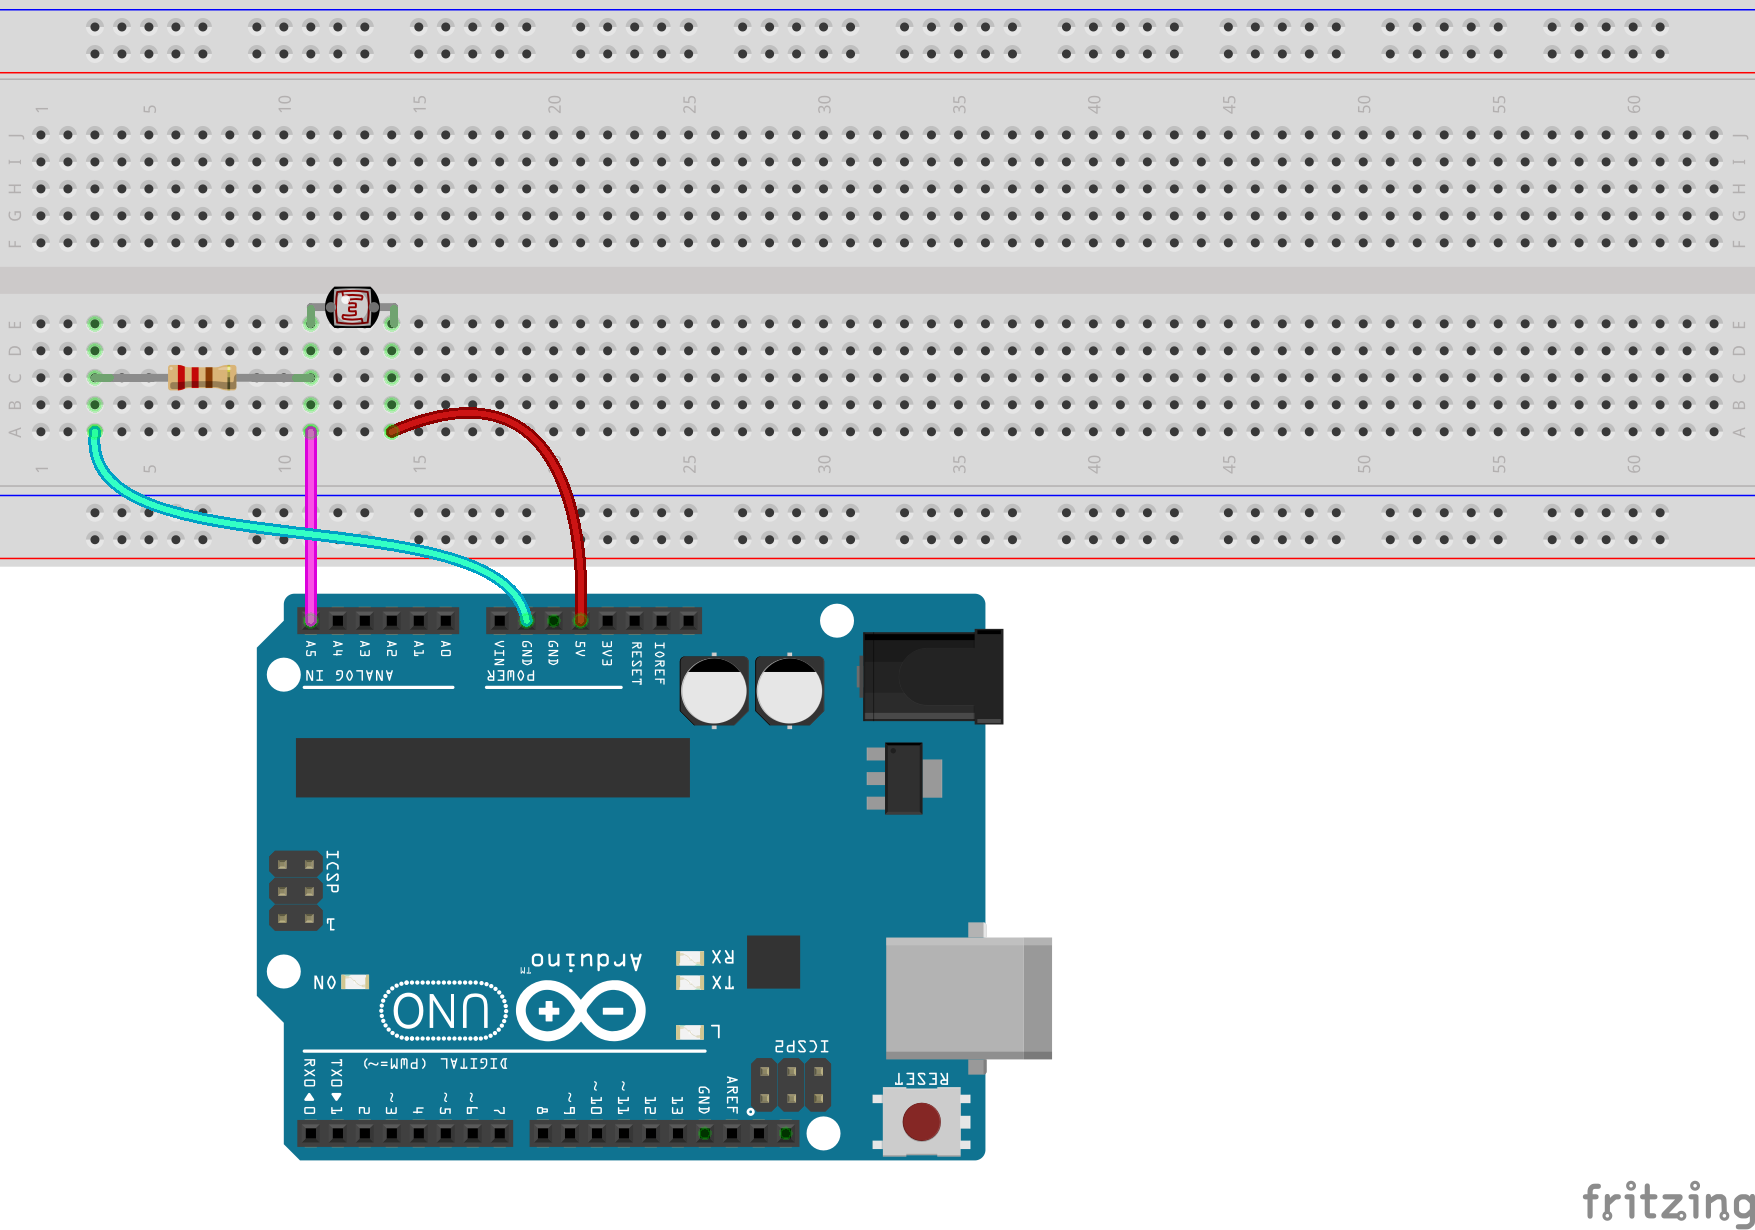 1 5 10 15 20 25 30 35 40 45 50 55 60
J J
I I
H H
G G
F F
E E
D D
C C
B B
A A
1 5 10 15 20 25 30 35 40 45 50 55 60
A5 A4 A3 A2 A1 A0 VIN GND GND 5V 3V3 RESET IOREF
ANALOG IN POWER
ICSP
1
Arduino™
RX
ON
TX
UNO
L
ICSP2
DIGITAL (PWM=~)
RESET
RX0◀0 TX0▶1 2 ~3 4 ~5 ~6 7 8 ~9 ~10 ~11 12 13 GND AREF
fritzing